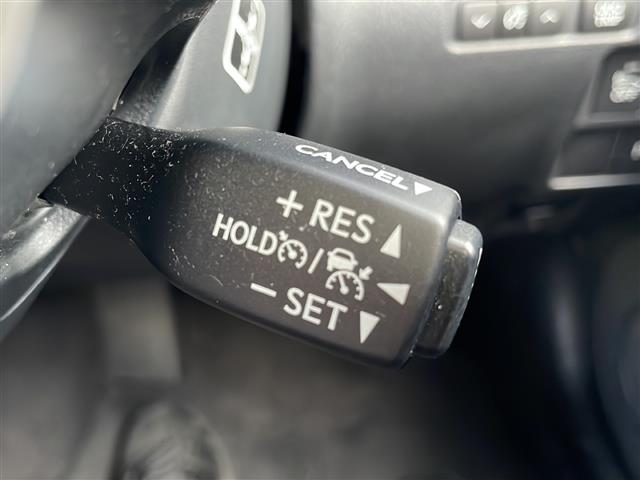 CANCEL▼
+ RES ▲
HOLD / ◀
− SET ▼